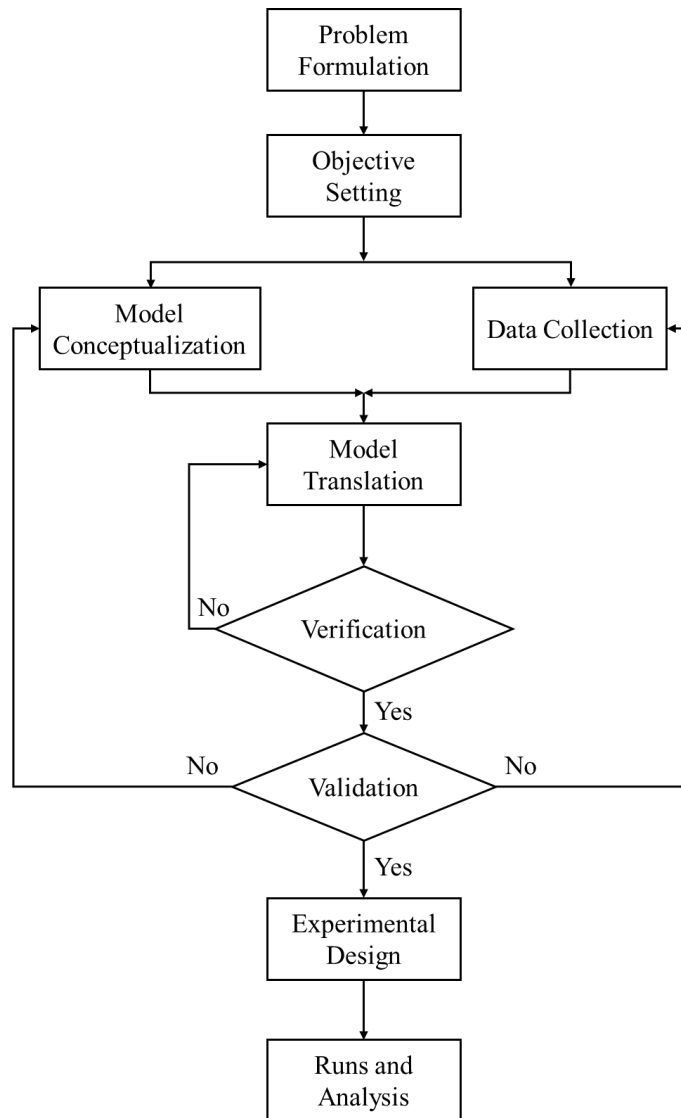 Problem
Formulation
Objective
Setting
Model
Conceptualization
Data Collection
Model
Translation
No
Verification
Yes
No
Validation
No
Yes
Experimental
Design
Runs and
Analysis